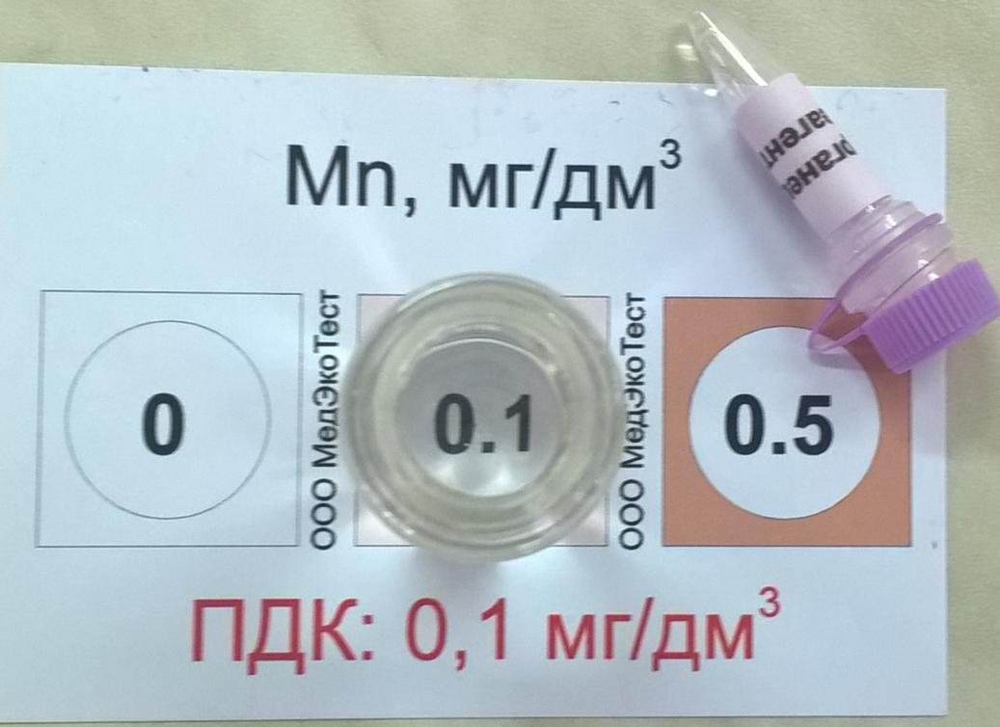 Mn, мг/дм³
0
ООО МедЭкоТест
0.1
ООО МедЭкоТест
0.5
ПДК: 0,1 мг/дм³